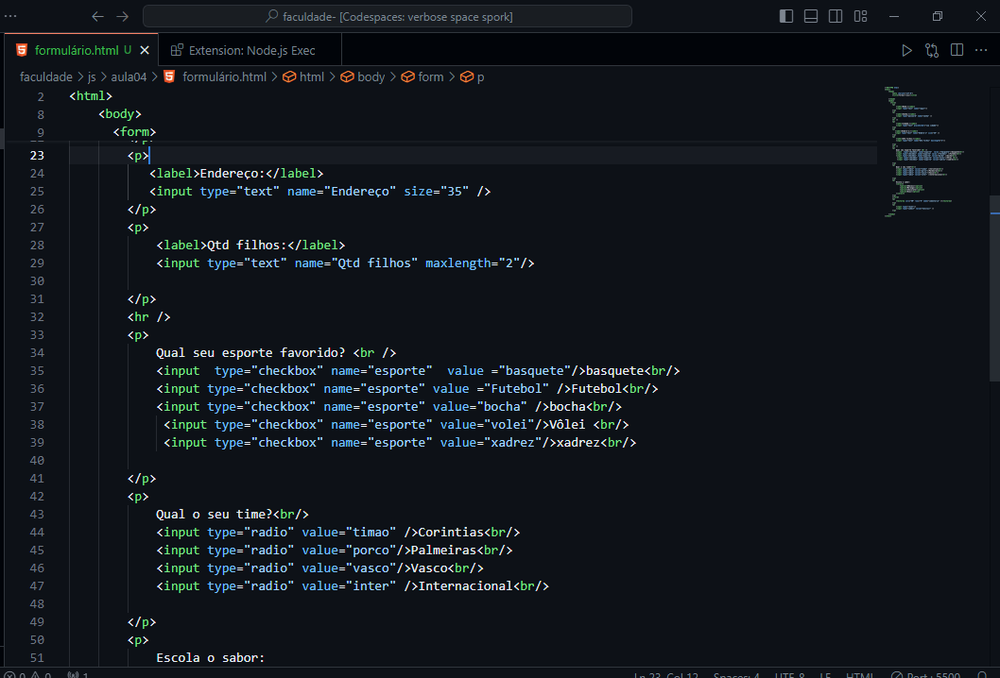 faculdade- [Codespaces: verbose space spork]
formulário.html U
Extension: Node.js Exec
faculdade > js > aula04 > formulário.html > html > body > form > p
2 <html>
8 <body>
9 <form>
23 <p>
24 <label>Endereço:</label>
25 <input type="text" name="Endereço" size="35" />
26 </p>
27 <p>
28 <label>Qtd filhos:</label>
29 <input type="text" name="Qtd filhos" maxlength="2"/>
30
31 </p>
32 <hr />
33 <p>
34 Qual seu esporte favorido? <br />
35 <input  type="checkbox" name="esporte"  value ="basquete"/>basquete<br/>
36 <input type="checkbox" name="esporte" value ="Futebol" />Futebol<br/>
37 <input type="checkbox" name="esporte" value="bocha" />bocha<br/>
38 <input type="checkbox" name="esporte" value="volei"/>Vôlei <br/>
39 <input type="checkbox" name="esporte" value="xadrez"/>xadrez<br/>
40
41 </p>
42 <p>
43 Qual o seu time?<br/>
44 <input type="radio" value="timao" />Corintias<br/>
45 <input type="radio" value="porco"/>Palmeiras<br/>
46 <input type="radio" value="vasco"/>Vasco<br/>
47 <input type="radio" value="inter" />Internacional<br/>
48
49 </p>
50 <p>
51 Escola o sabor:
0 0 1 Ln 23, Col 12 Spaces: 4 UTF-8 LF HTML Port : 5500